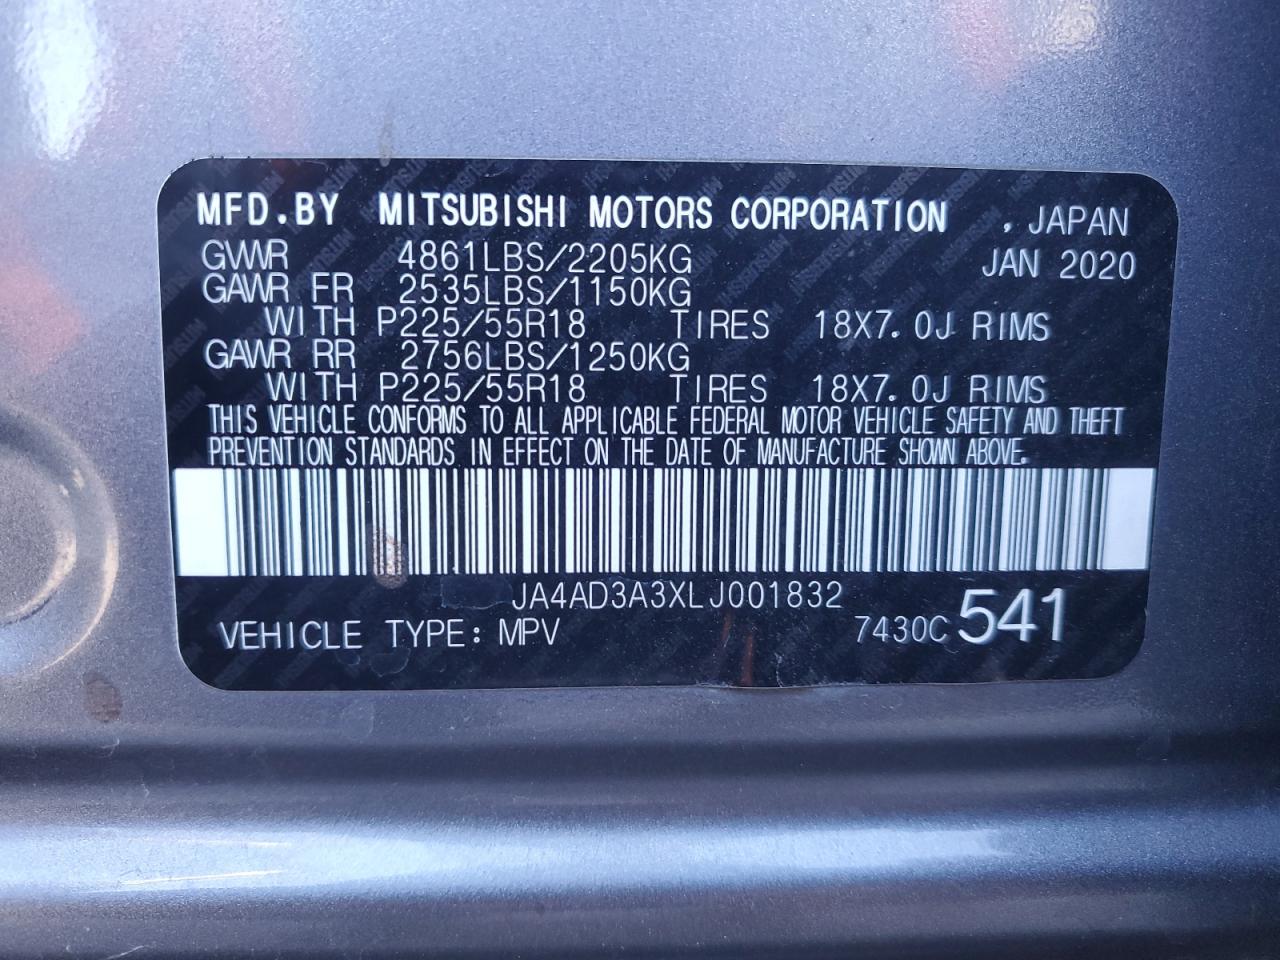 MFD.BY MITSUBISHI MOTORS CORPORATION , JAPAN
GVWR 4861LBS/2205KG JAN 2020
GAWR FR 2535LBS/1150KG
WITH P225/55R18 TIRES 18X7.0J RIMS
GAWR RR 2756LBS/1250KG
WITH P225/55R18 TIRES 18X7.0J RIMS
THIS VEHICLE CONFORMS TO ALL APPLICABLE FEDERAL MOTOR VEHICLE SAFETY AND THEFT
PREVENTION STANDARDS IN EFFECT ON THE DATE OF MANUFACTURE SHOWN ABOVE.
JA4AD3A3XLJ001832
VEHICLE TYPE: MPV 7430C 541